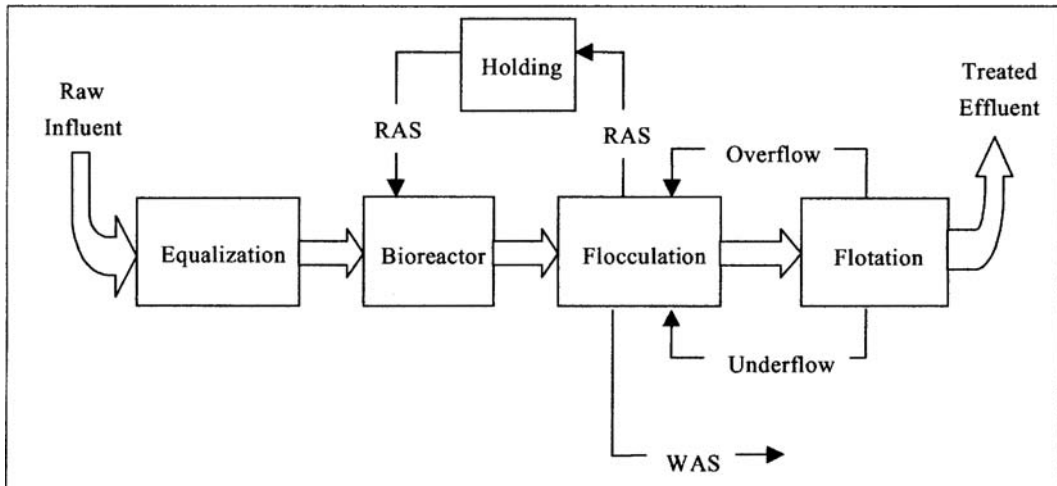 Holding
Raw
Influent
Treated
Effluent
RAS
RAS
Overflow
Equalization
Bioreactor
Flocculation
Flotation
Underflow
WAS